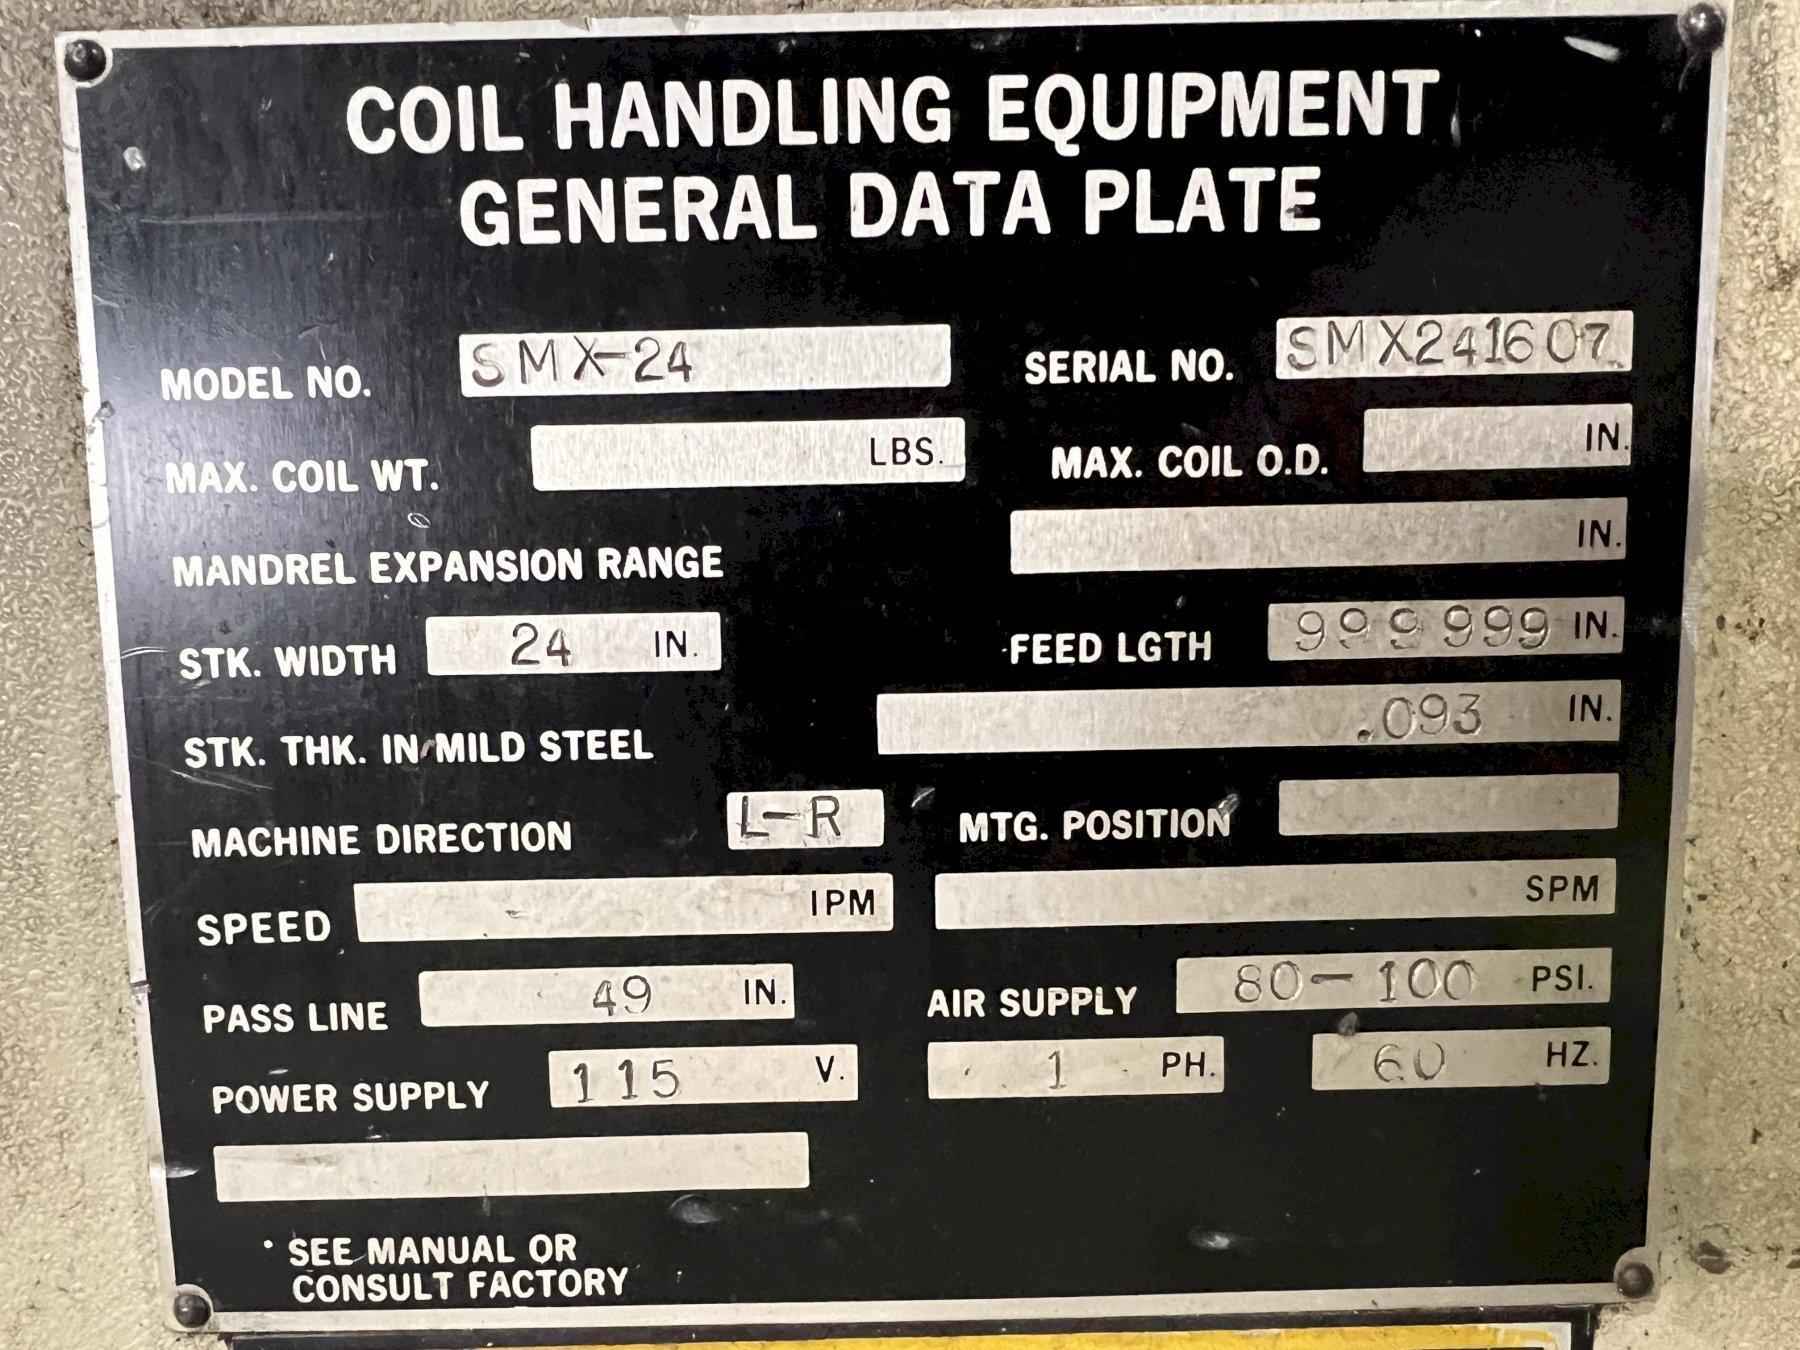 COIL HANDLING EQUIPMENT
GENERAL DATA PLATE
MODEL NO. SMX-24 SERIAL NO. SMX241607
MAX. COIL WT. LBS. MAX. COIL O.D. IN.
MANDREL EXPANSION RANGE IN.
STK. WIDTH 24 IN. ·FEED LGTH 999999 IN.
STK. THK. IN MILD STEEL .093 IN.
MACHINE DIRECTION L-R MTG. POSITION
SPEED IPM SPM
PASS LINE 49 IN. AIR SUPPLY 80-100 PSI.
POWER SUPPLY 115 V. 1 PH. 60 HZ.
· SEE MANUAL OR
CONSULT FACTORY